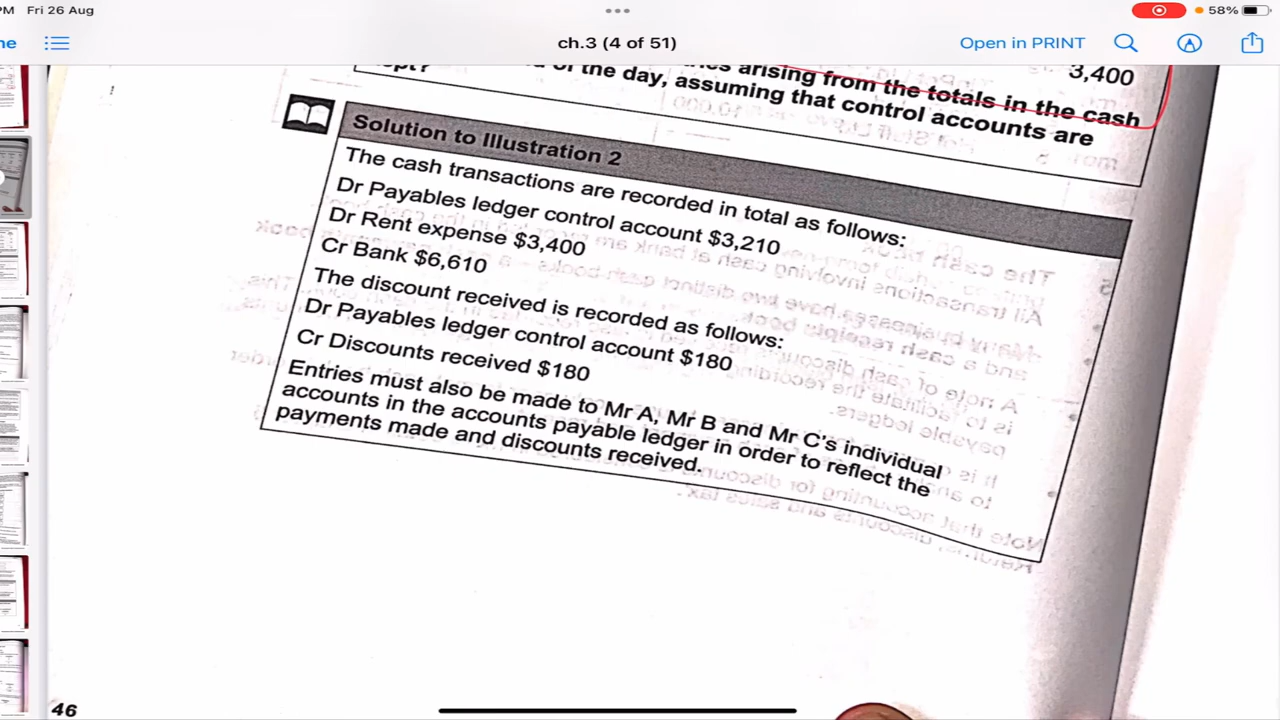 PM Fri 26 Aug
58%
ne
ch.3 (4 of 51)
Open in PRINT
3,400
arising from the totals in the cash
of the day, assuming that control accounts are
kept?
Solution to Illustration 2
The cash transactions are recorded in total as follows:
Dr Payables ledger control account $3,210
Dr Rent expense $3,400
Cr Bank $6,610
The discount received is recorded as follows:
Dr Payables ledger control account $180
Cr Discounts received $180
Entries must also be made to Mr A, Mr B and Mr C's individual
accounts in the accounts payable ledger in order to reflect the
payments made and discounts received.
46